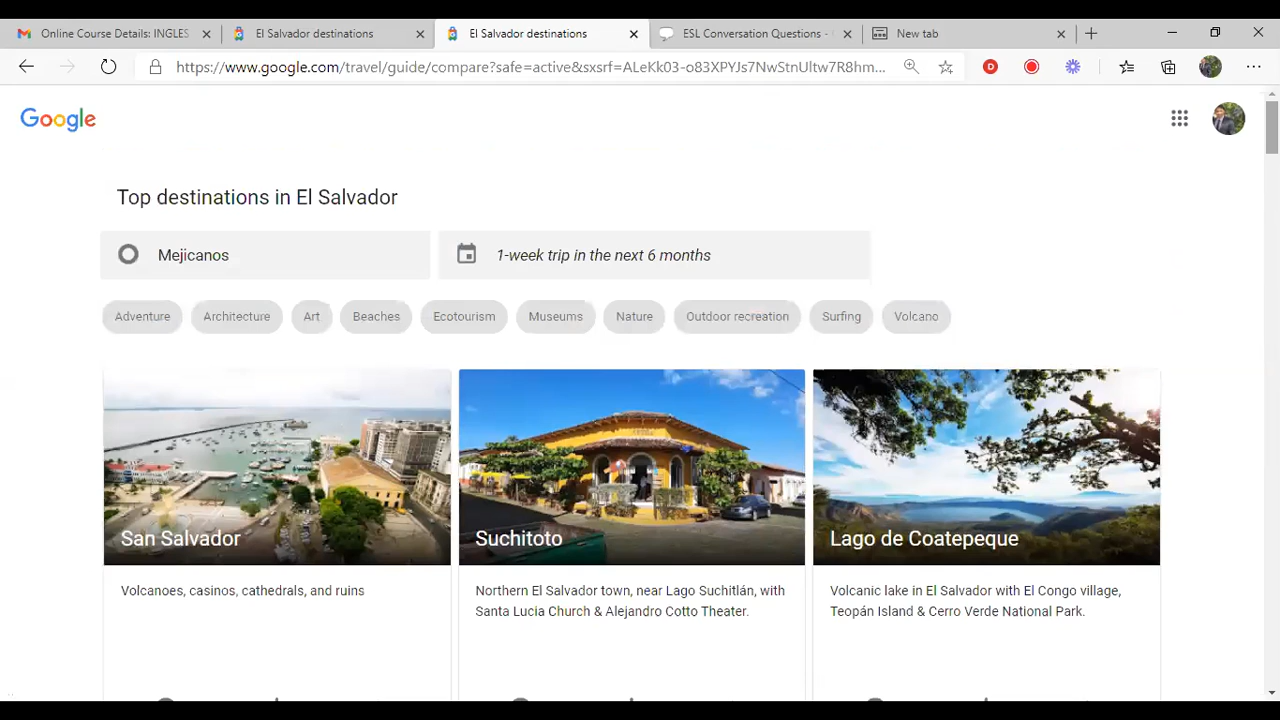 Online Course Details: INGLES
El Salvador destinations
El Salvador destinations
ESL Conversation Questions -
New tab
https://www.google.com/travel/guide/compare?safe=active&sxsrf=ALeKk03-o83XPYJs7NwStnUltw7R8hm...
Google
Top destinations in El Salvador
Mejicanos
1-week trip in the next 6 months
Adventure
Architecture
Art
Beaches
Ecotourism
Museums
Nature
Outdoor recreation
Surfing
Volcano
San Salvador
Suchitoto
Lago de Coatepeque
Volcanoes, casinos, cathedrals, and ruins
Northern El Salvador town, near Lago Suchitlán, with
Santa Lucia Church & Alejandro Cotto Theater.
Volcanic lake in El Salvador with El Congo village,
Teopán Island & Cerro Verde National Park.